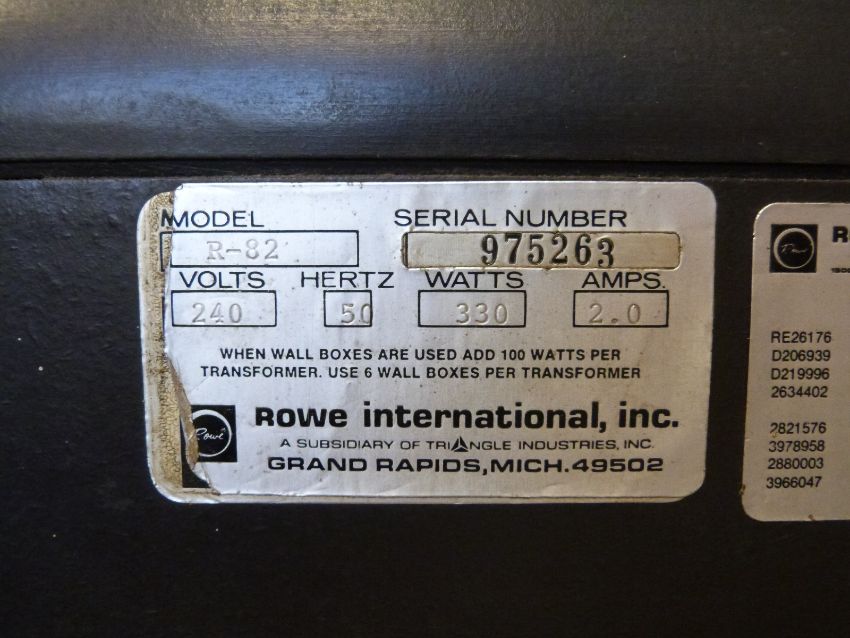 MODEL SERIAL NUMBER
R-82 975263
VOLTS HERTZ WATTS AMPS.
240 50 330 2.0
WHEN WALL BOXES ARE USED ADD 100 WATTS PER
TRANSFORMER. USE 6 WALL BOXES PER TRANSFORMER
Rowe
Rowe international, inc.
A SUBSIDIARY OF TRIANGLE INDUSTRIES, INC.
GRAND RAPIDS, MICH. 49502
RE26176
D206939
D219996
2634402
2821576
3978958
2880003
3966047